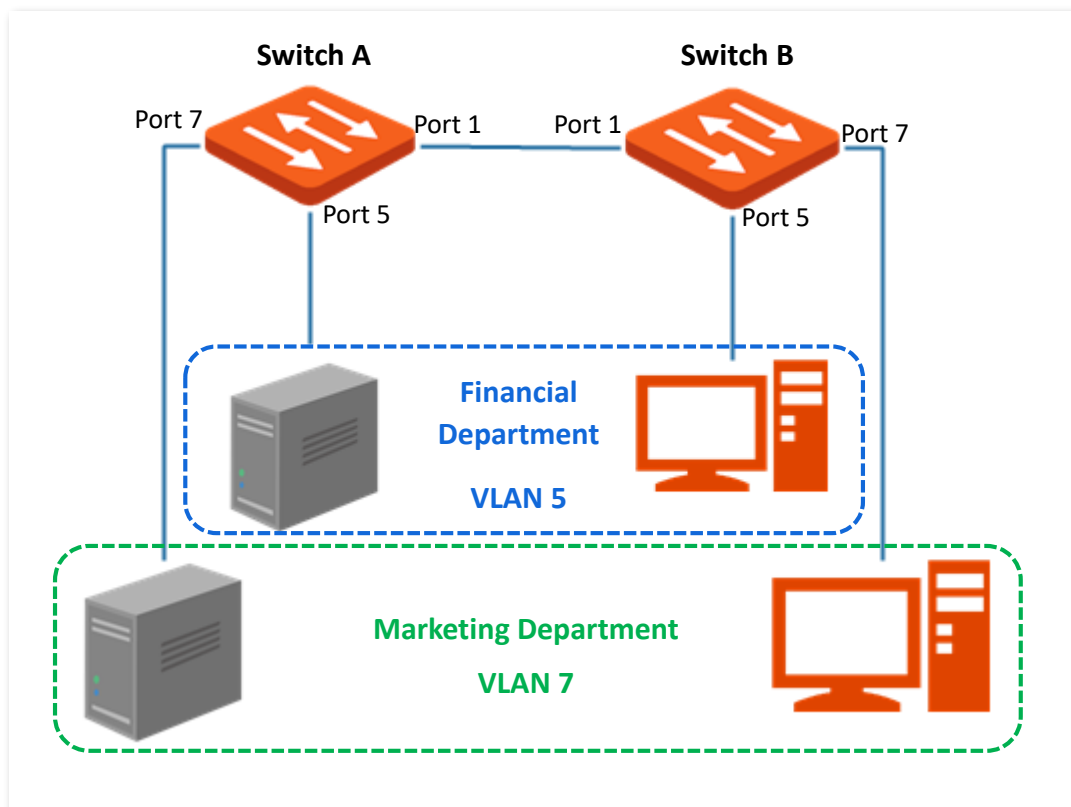 Switch A
Switch B
Port 7
Port 1
Port 1
Port 7
Port 5
Port 5
Financial
Department
VLAN 5
Marketing Department
VLAN 7